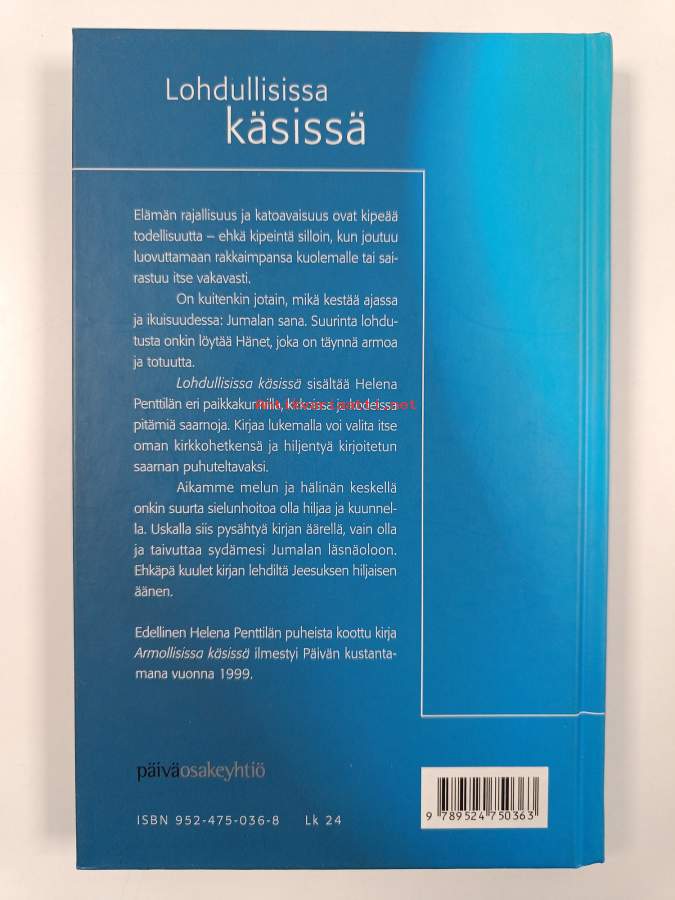 Lohdullisissa
käsissä
Elämän rajallisuus ja katoavaisuus ovat kipeää
todellisuutta – ehkä kipeintä silloin, kun joutuu
luovuttamaan rakkaimpansa kuolemalle tai sai-
rastuu itse vakavasti.
On kuitenkin jotain, mikä kestää ajassa
ja ikuisuudessa: Jumalan sana. Suurinta lohdu-
tusta onkin löytää Hänet, joka on täynnä armoa
ja totuutta.
Lohdullisissa käsissä sisältää Helena
Penttilän eri paikkakunnilla, kirkoissa ja kodeissa
pitämiä saarnoja. Kirjaa lukemalla voi valita itse
oman kirkkohetkensä ja hiljentyä kirjoitetun
saarnan puhuteltavaksi.
Aikamme melun ja hälinän keskellä
onkin suurta sielunhoitoa olla hiljaa ja kuunnel-
la. Uskalla siis pysähtyä kirjan äärellä, vain olla
ja taivuttaa sydämesi Jumalan läsnäoloon.
Ehkäpä kuulet kirjan lehdiltä Jeesuksen hiljaisen
äänen.
Edellinen Helena Penttilän puheista koottu kirja
Armollisissa käsissä ilmestyi Päivän kustanta-
mana vuonna 1999.
päiväosakeyhtiö
ISBN 952-475-036-8 Lk 24
9 789524 750363